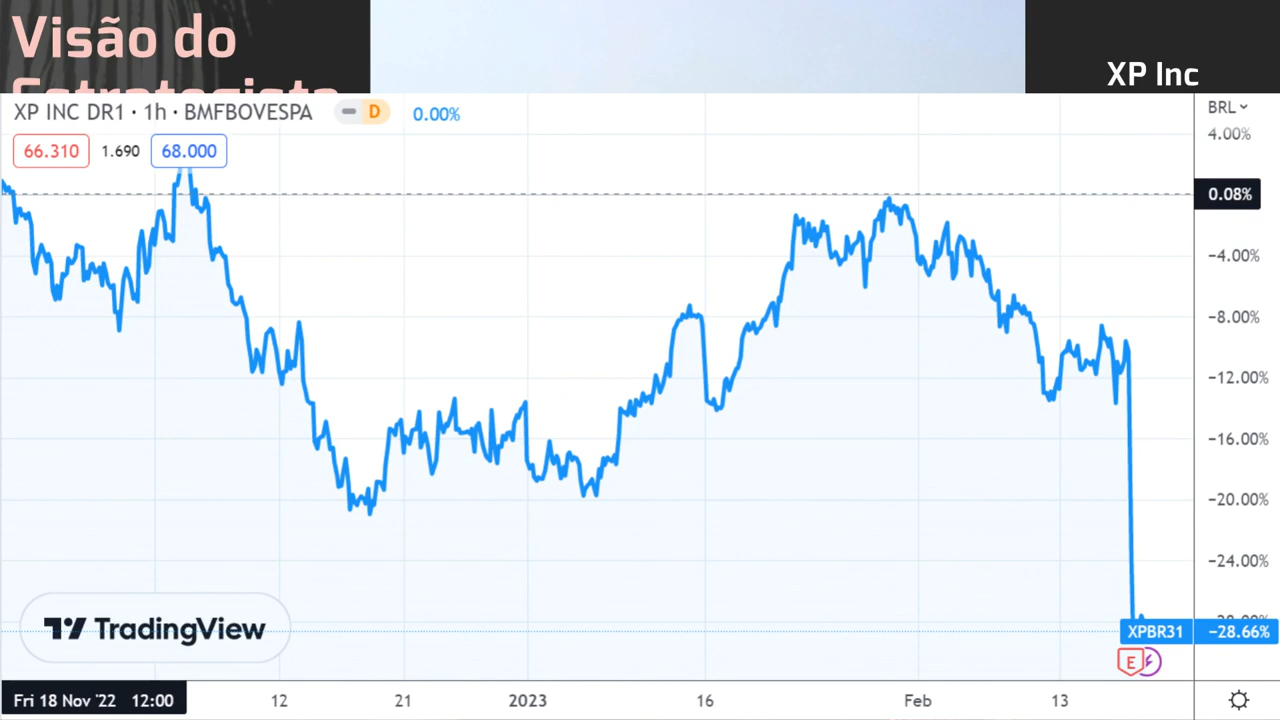 Visão do
Estrategista
XP Inc
XP INC DR1 · 1h · BMFBOVESPA
D
0.00%
BRL
66.310
1.690
68.000
4.00%
0.08%
−4.00%
−8.00%
−12.00%
−16.00%
−20.00%
−24.00%
TradingView
XPBR31
−28.66%
E
Fri 18 Nov '22 12:00
12
21
2023
16
Feb
13